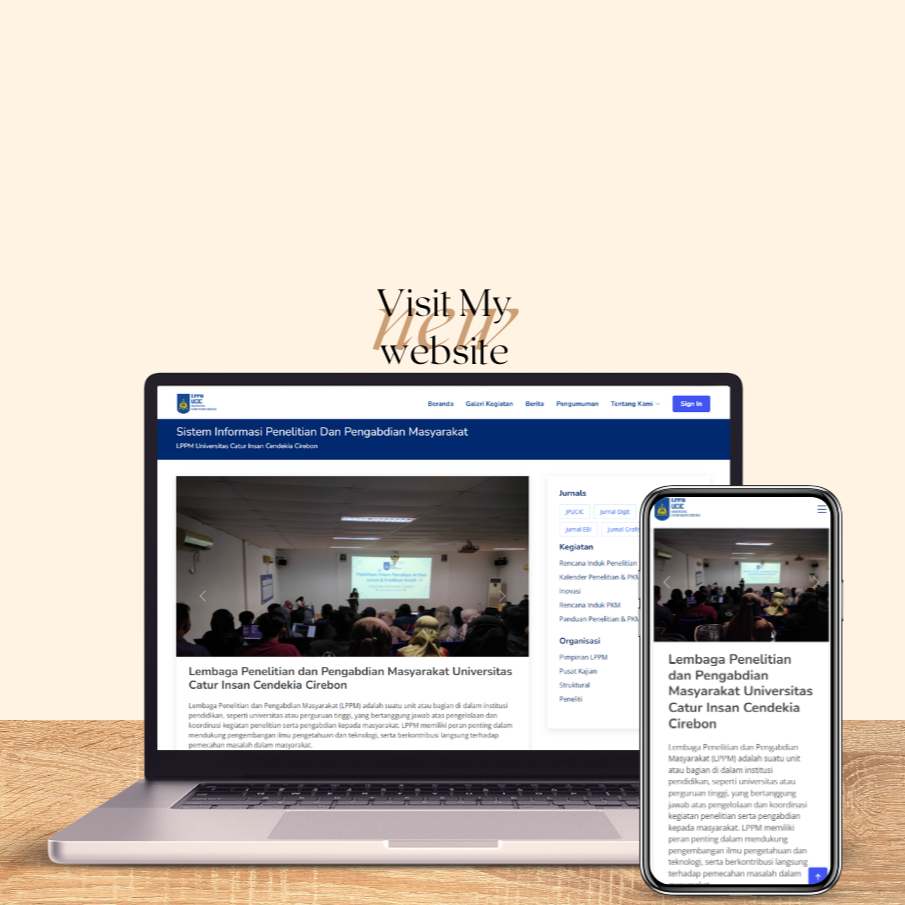 Visit My
new
website
LPPM
UCIC
Beranda
Galeri Kegiatan
Berita
Pengumuman
Tentang Kami
Sign In
Sistem Informasi Penelitian Dan Pengabdian Masyarakat
LPPM Universitas Catur Insan Cendekia Cirebon
Lembaga Penelitian dan Pengabdian Masyarakat Universitas
Catur Insan Cendekia Cirebon
Lembaga Penelitian dan Pengabdian Masyarakat (LPPM) adalah suatu unit atau bagian di dalam institusi
pendidikan, seperti universitas atau perguruan tinggi, yang bertanggung jawab atas pengelolaan dan
koordinasi kegiatan penelitian serta pengabdian kepada masyarakat. LPPM memiliki peran penting dalam
mendukung pengembangan ilmu pengetahuan dan teknologi, serta berkontribusi langsung terhadap
pemecahan masalah dalam masyarakat.
Jurnals
JPUCIC
Jurnal Digit
Jurnal EBI
Jurnal Grafis
Kegiatan
Rencana Induk Penelitian
Kalender Penelitian & PKM
Inovasi
Rencana Induk PKM
Panduan Penelitian & PKM
Organisasi
Pimpinan LPPM
Pusat Kajian
Struktural
Peneliti
LPPM
UCIC
Lembaga Penelitian
dan Pengabdian
Masyarakat Universitas
Catur Insan Cendekia
Cirebon
Lembaga Penelitian dan Pengabdian
Masyarakat (LPPM) adalah suatu unit
atau bagian di dalam institusi
pendidikan, seperti universitas atau
perguruan tinggi, yang bertanggung
jawab atas pengelolaan dan koordinasi
kegiatan penelitian serta pengabdian
kepada masyarakat. LPPM memiliki
peran penting dalam mendukung
pengembangan ilmu pengetahuan dan
teknologi, serta berkontribusi langsung
terhadap pemecahan masalah dalam